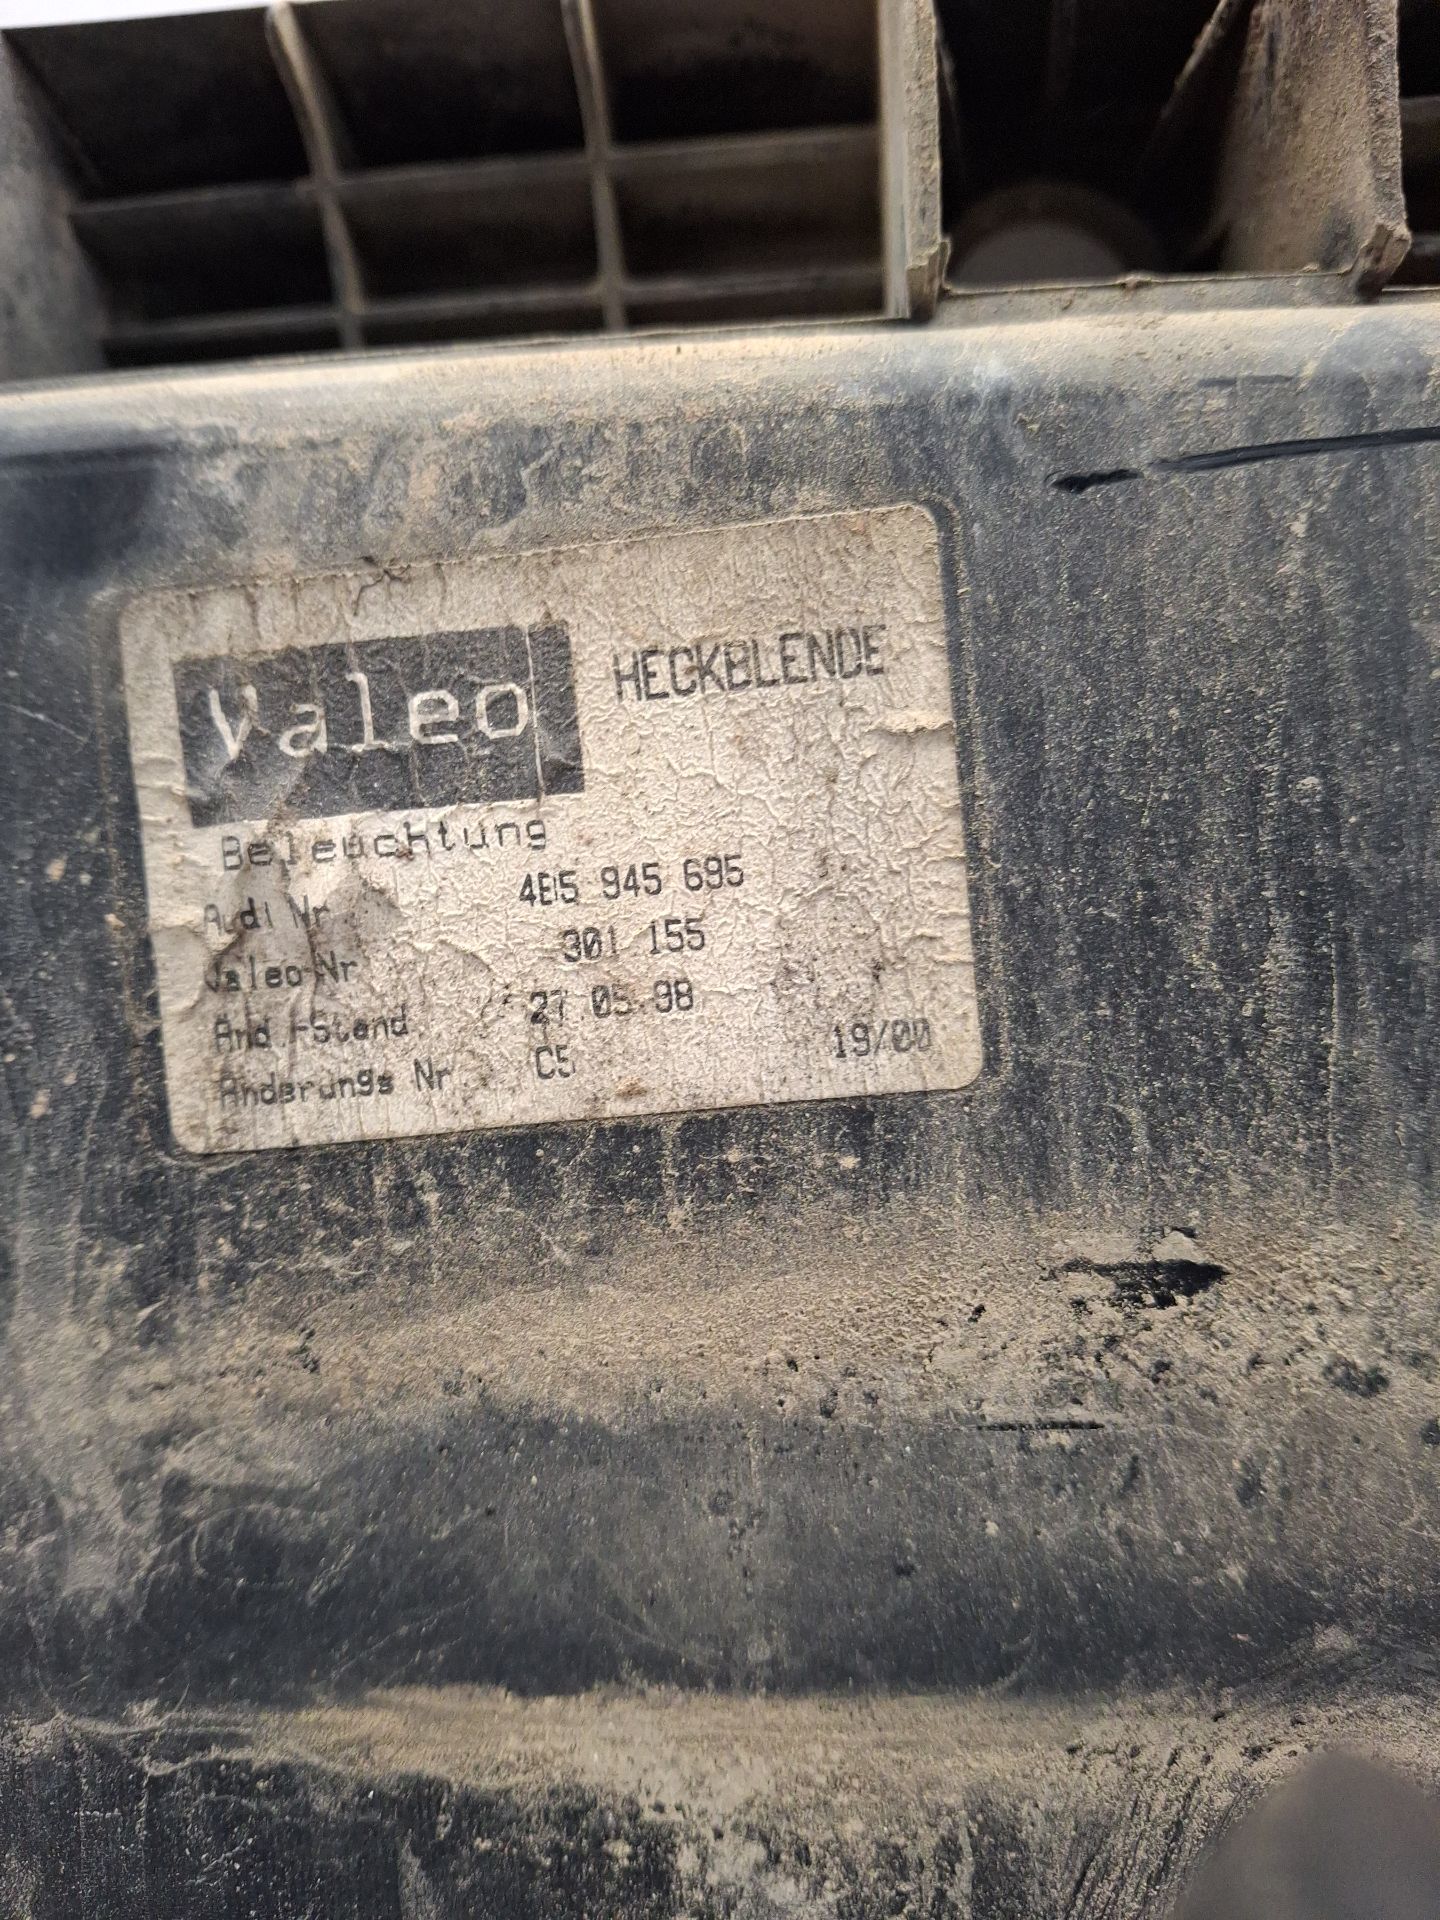 Valeo
HECKBLENDE
Beleuchtung
Audi Nr 4B5 945 695
Valeo-Nr 301 155
Änd.-Stand 27.05.98
Änderungs Nr. C5 19/00